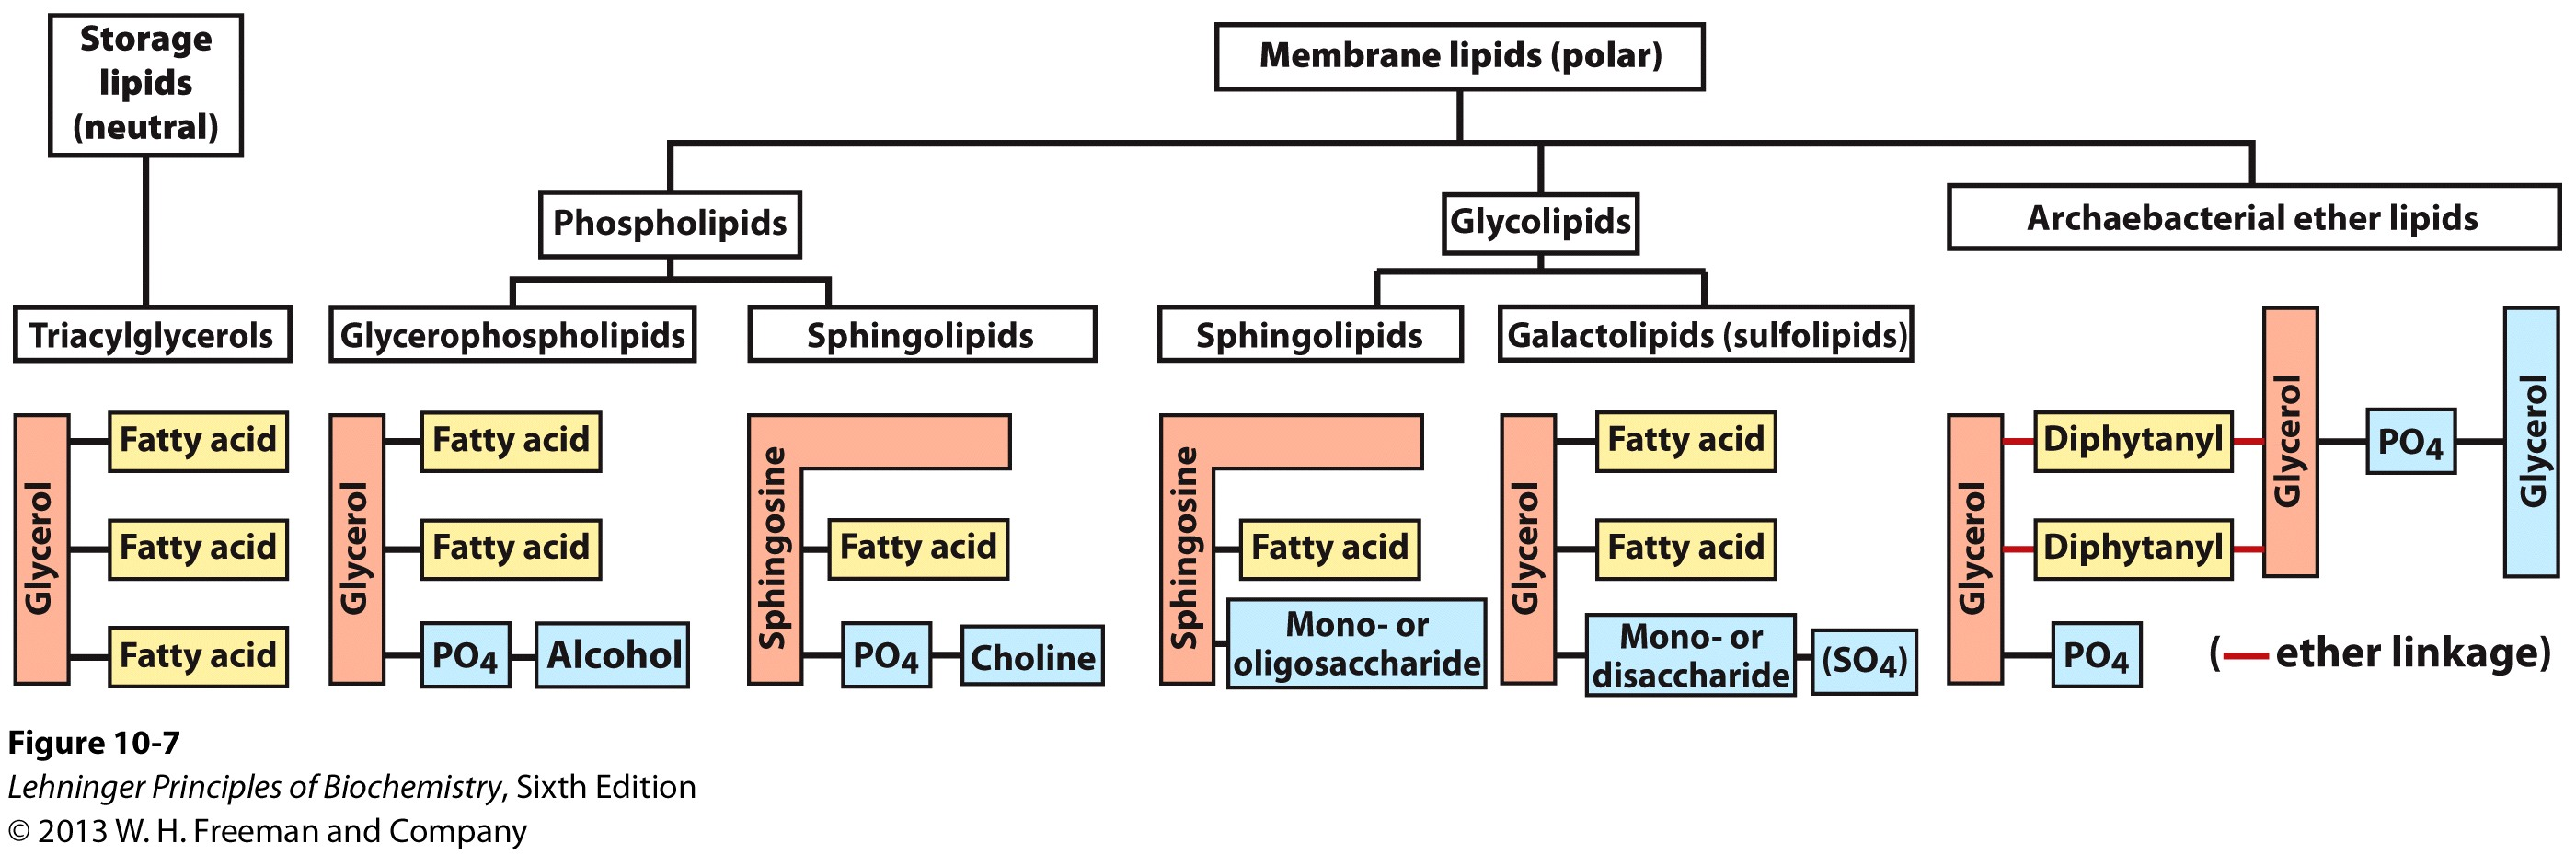 Storage
lipids
(neutral)
Membrane lipids (polar)
Phospholipids
Glycolipids
Archaebacterial ether lipids
Triacylglycerols
Glycerophospholipids
Sphingolipids
Sphingolipids
Galactolipids (sulfolipids)
Glycerol
Fatty acid
Fatty acid
Fatty acid
Glycerol
Fatty acid
Fatty acid
PO4
Alcohol
Sphingosine
Fatty acid
PO4
Choline
Sphingosine
Fatty acid
Mono- or
oligosaccharide
Glycerol
Fatty acid
Fatty acid
Mono- or
disaccharide
(SO4)
Glycerol
Diphytanyl
Diphytanyl
PO4
Glycerol
PO4
Glycerol
( ether linkage)
Figure 10-7
Lehninger Principles of Biochemistry, Sixth Edition
© 2013 W. H. Freeman and Company